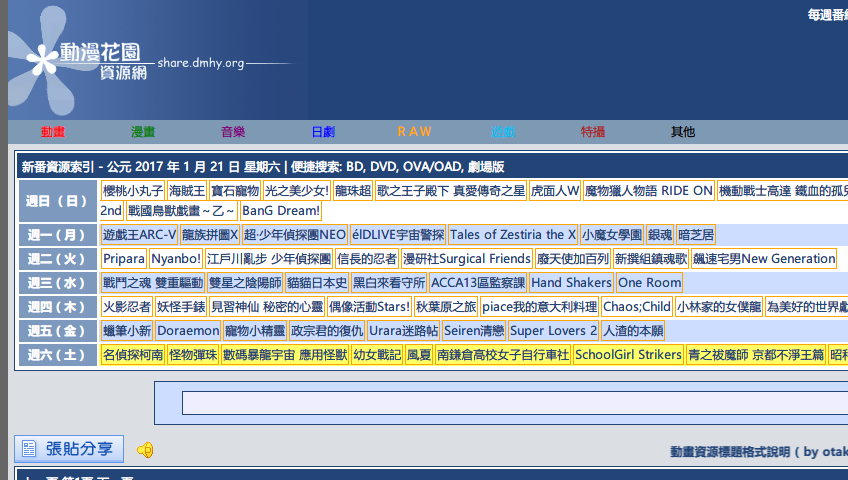 每週番
動漫花園
資源網 share.dmhy.org
動畫 漫畫 音樂 日劇 RAW 遊戲 特攝 其他
新番資源索引 - 公元 2017 年 1 月 21 日 星期六 | 便捷搜索: BD, DVD, OVA/OAD, 劇場版
週日（日） 櫻桃小丸子 海賊王 寶石寵物 光之美少女! 龍珠超 歌之王子殿下 真愛傳奇之星 虎面人W 魔物獵人物語 RIDE ON 機動戰士高達 鐵血的孤
2nd 戰國鳥獸戲畫～乙～ BanG Dream!
週一（月） 遊戲王ARC-V 龍族拼圖X 超·少年偵探團NEO élDLIVE宇宙警探 Tales of Zestiria the X 小魔女學園 銀魂 暗芝居
週二（火） Pripara Nyanbo! 江戶川亂步 少年偵探團 信長的忍者 漫研社Surgical Friends 廢天使加百列 新撰組鎮魂歌 飆速宅男New Generation
週三（水） 戰鬥之魂 雙重驅動 雙星之陰陽師 貓貓日本史 黑白來看守所 ACCA13區監察課 Hand Shakers One Room
週四（木） 火影忍者 妖怪手錶 見習神仙 秘密的心靈 偶像活動Stars! 秋葉原之旅 piace我的意大利料理 Chaos;Child 小林家的女僕龍 為美好的世界獻
週五（金） 蠟筆小新 Doraemon 寵物小精靈 政宗君的復仇 Urara迷路帖 Seiren清戀 Super Lovers 2 人渣的本願
週六（土） 名偵探柯南 怪物彈珠 數碼暴龍宇宙 應用怪獸 幼女戰記 風夏 南鎌倉高校女子自行車社 SchoolGirl Strikers 青之祓魔師 京都不淨王篇 昭
張貼分享
動畫資源標題格式說明 ( by otak